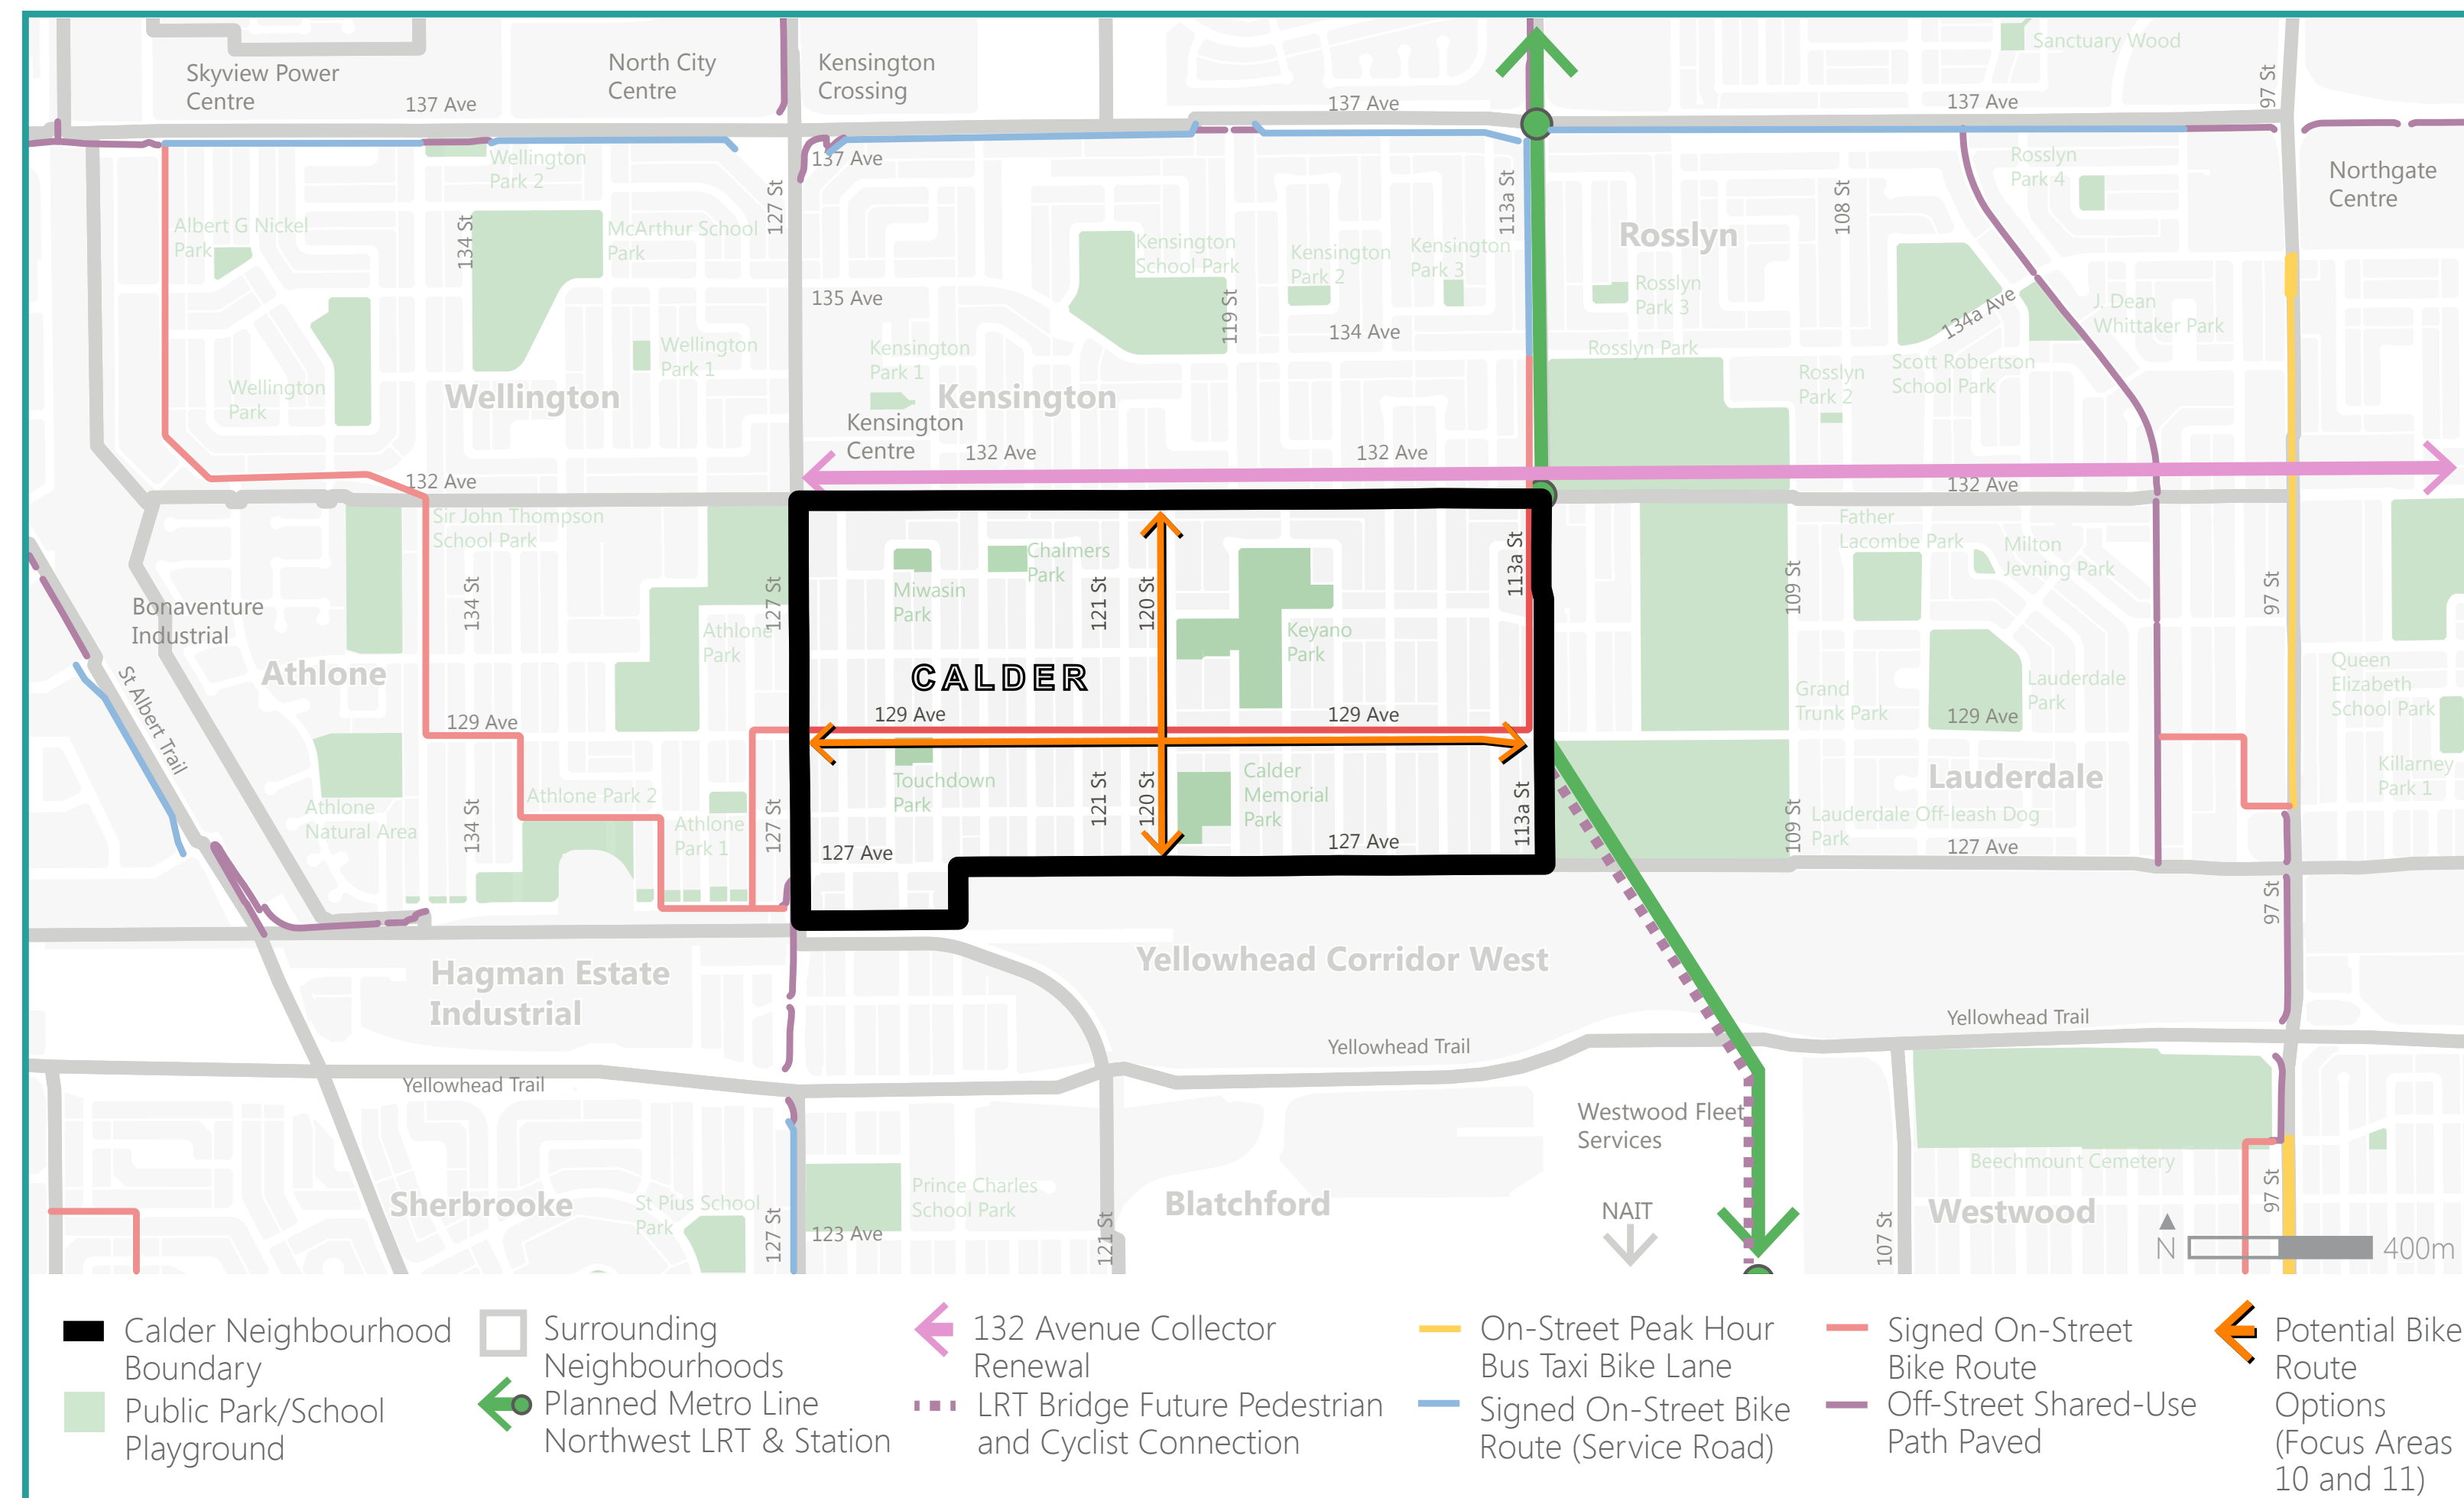 Sanctuary Wood
Skyview Power
Centre
North City
Centre
Kensington
Crossing
137 Ave
137 Ave
137 Ave
97 St
137 Ave
Wellington
Park 2
Rosslyn
Park 4
Northgate
Centre
127 St
113a St
108 St
134 St
Albert G Nickel
Park
McArthur School
Park
Kensington
School Park
Kensington
Park 2
Kensington
Park 3
Rosslyn
135 Ave
119 St
134 Ave
Rosslyn
Park 3
134a Ave
J. Dean
Whittaker Park
Wellington
Park 1
Kensington
Park 1
Rosslyn Park
Rosslyn
Park 2
Scott Robertson
School Park
Wellington
Park
Wellington
Kensington
Kensington
Centre
132 Ave
132 Ave
132 Ave
132 Ave
Sir John Thompson
School Park
Father
Lacombe Park
Milton
Jevning Park
Chalmers
Park
Miwasin
Park
121 St
120 St
113a St
134 St
127 St
109 St
97 St
Bonaventure
Industrial
Athlone
Park
Keyano
Park
Athlone
CALDER
St Albert Trail
Grand
Trunk Park
Lauderdale
Park
Queen
Elizabeth
School Park
129 Ave
129 Ave
129 Ave
129 Ave
Touchdown
Park
Calder
Memorial
Park
Lauderdale
Killarney
Park 1
Athlone
Natural Area
Athlone Park 2
Athlone
Park 1
134 St
127 St
121 St
120 St
113a St
109 St
Lauderdale Off-leash Dog
Park
127 Ave
127 Ave
127 Ave
97 St
Hagman Estate
Industrial
Yellowhead Corridor West
Yellowhead Trail
Yellowhead Trail
Yellowhead Trail
Westwood Fleet
Services
Beechmount Cemetery
Sherbrooke
St Pius School
Park
127 St
Prince Charles
School Park
123 Ave
121 St
Blatchford
NAIT
107 St
Westwood
97 St
N
400m
Calder Neighbourhood
Boundary
Public Park/School
Playground
Surrounding
Neighbourhoods
Planned Metro Line
Northwest LRT & Station
132 Avenue Collector
Renewal
LRT Bridge Future Pedestrian
and Cyclist Connection
On-Street Peak Hour
Bus Taxi Bike Lane
Signed On-Street Bike
Route (Service Road)
Signed On-Street
Bike Route
Off-Street Shared-Use
Path Paved
Potential Bike
Route
Options
(Focus Areas
10 and 11)